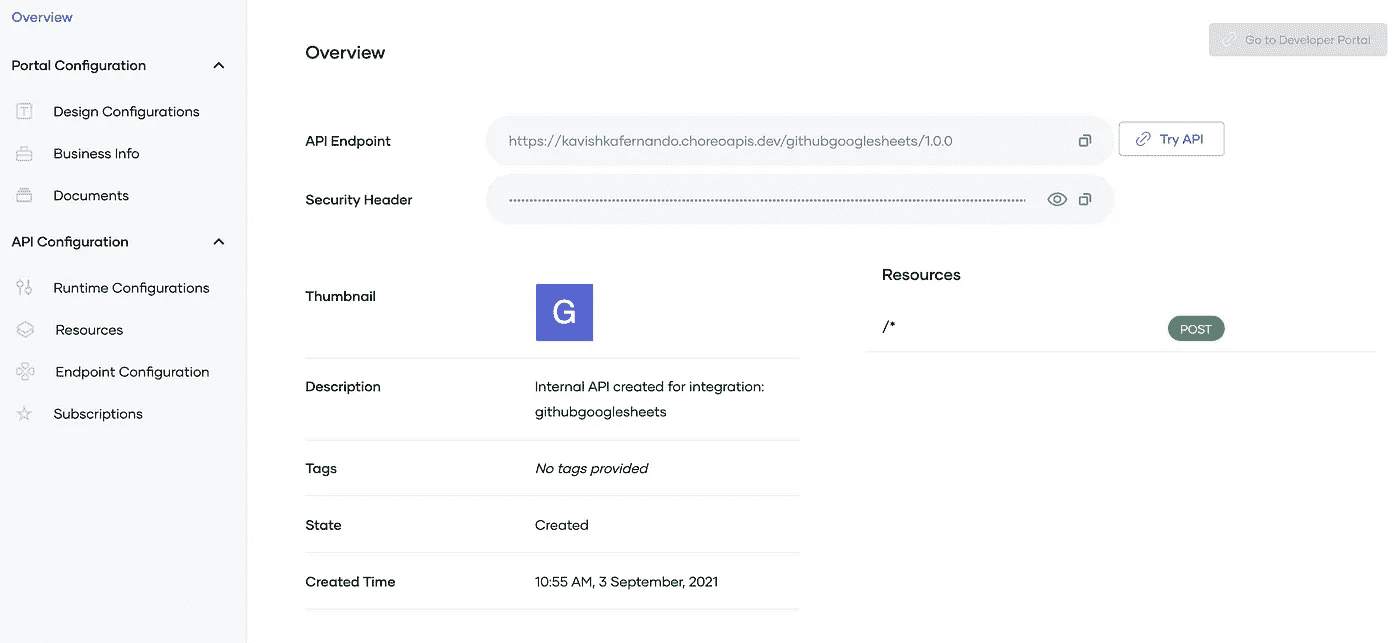 Overview
Portal Configuration
Design Configurations
Business Info
Documents
API Configuration
Runtime Configurations
Resources
Endpoint Configuration
Subscriptions
Overview
Go to Developer Portal
API Endpoint
https://kavishkafernando.choreoapis.dev/githubgooglesheets/1.0.0
Try API
Security Header
Thumbnail
G
Description
Internal API created for integration:
githubgooglesheets
Tags
No tags provided
State
Created
Created Time
10:55 AM, 3 September, 2021
Resources
/*
POST